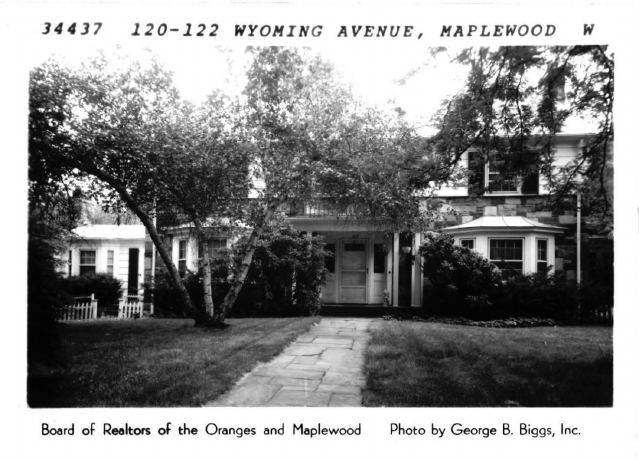 34437 120-122 WYOMING AVENUE, MAPLEWOOD W
Board of Realtors of the Oranges and Maplewood Photo by George B. Biggs, Inc.